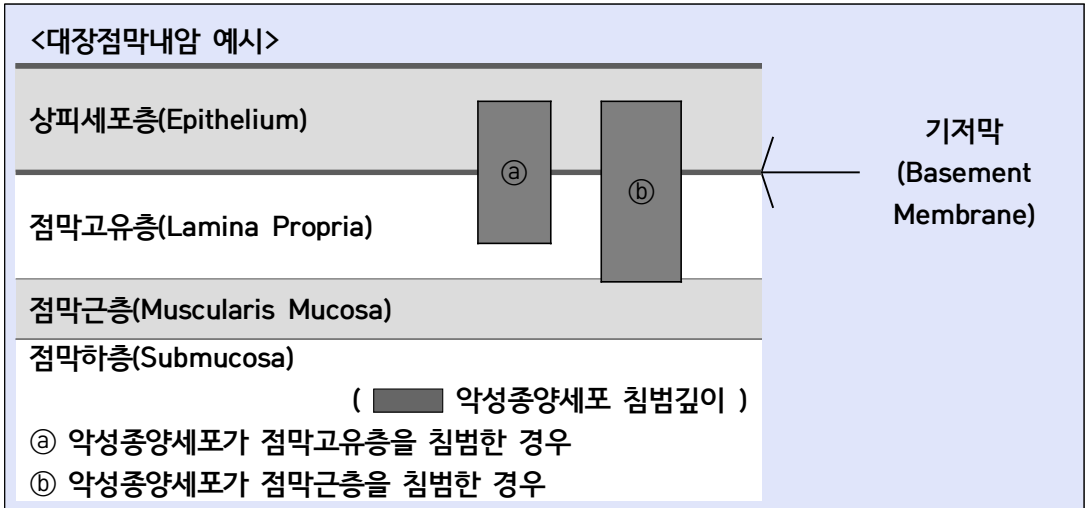 <대장점막내암 예시>
상피세포층(Epithelium)
기저막
(Basement
Membrane)
ⓐ
ⓑ
점막고유층(Lamina Propria)
점막근층(Muscularis Mucosa)
점막하층(Submucosa)
( 악성종양세포 침범깊이 )
ⓐ 악성종양세포가 점막고유층을 침범한 경우
ⓑ 악성종양세포가 점막근층을 침범한 경우